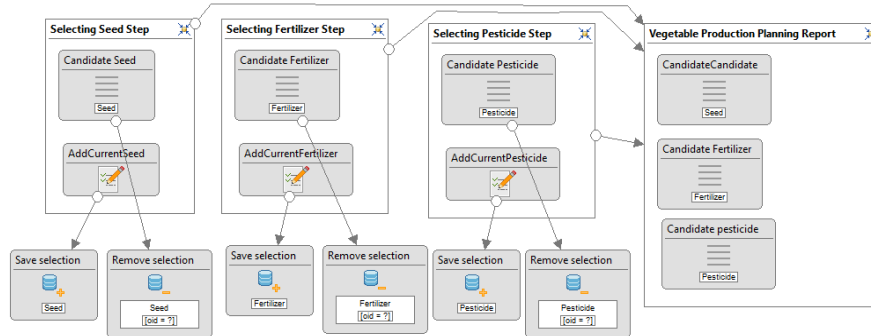 Selecting Seed Step
Candidate Seed
Seed
AddCurrentSeed
Save selection
Seed
Remove selection
Seed
[oid = ?]
Selecting Fertilizer Step
Candidate Fertilizer
Fertilizer
AddCurrentFertilizer
Save selection
Fertilizer
Remove selection
Fertilizer
[oid = ?]
Selecting Pesticide Step
Candidate Pesticide
Pesticide
AddCurrentPesticide
Save selection
Pesticide
Remove selection
Pesticide
[oid = ?]
Vegetable Production Planning Report
CandidateCandidate
Seed
Candidate Fertilizer
Fertilizer
Candidate pesticide
Pesticide